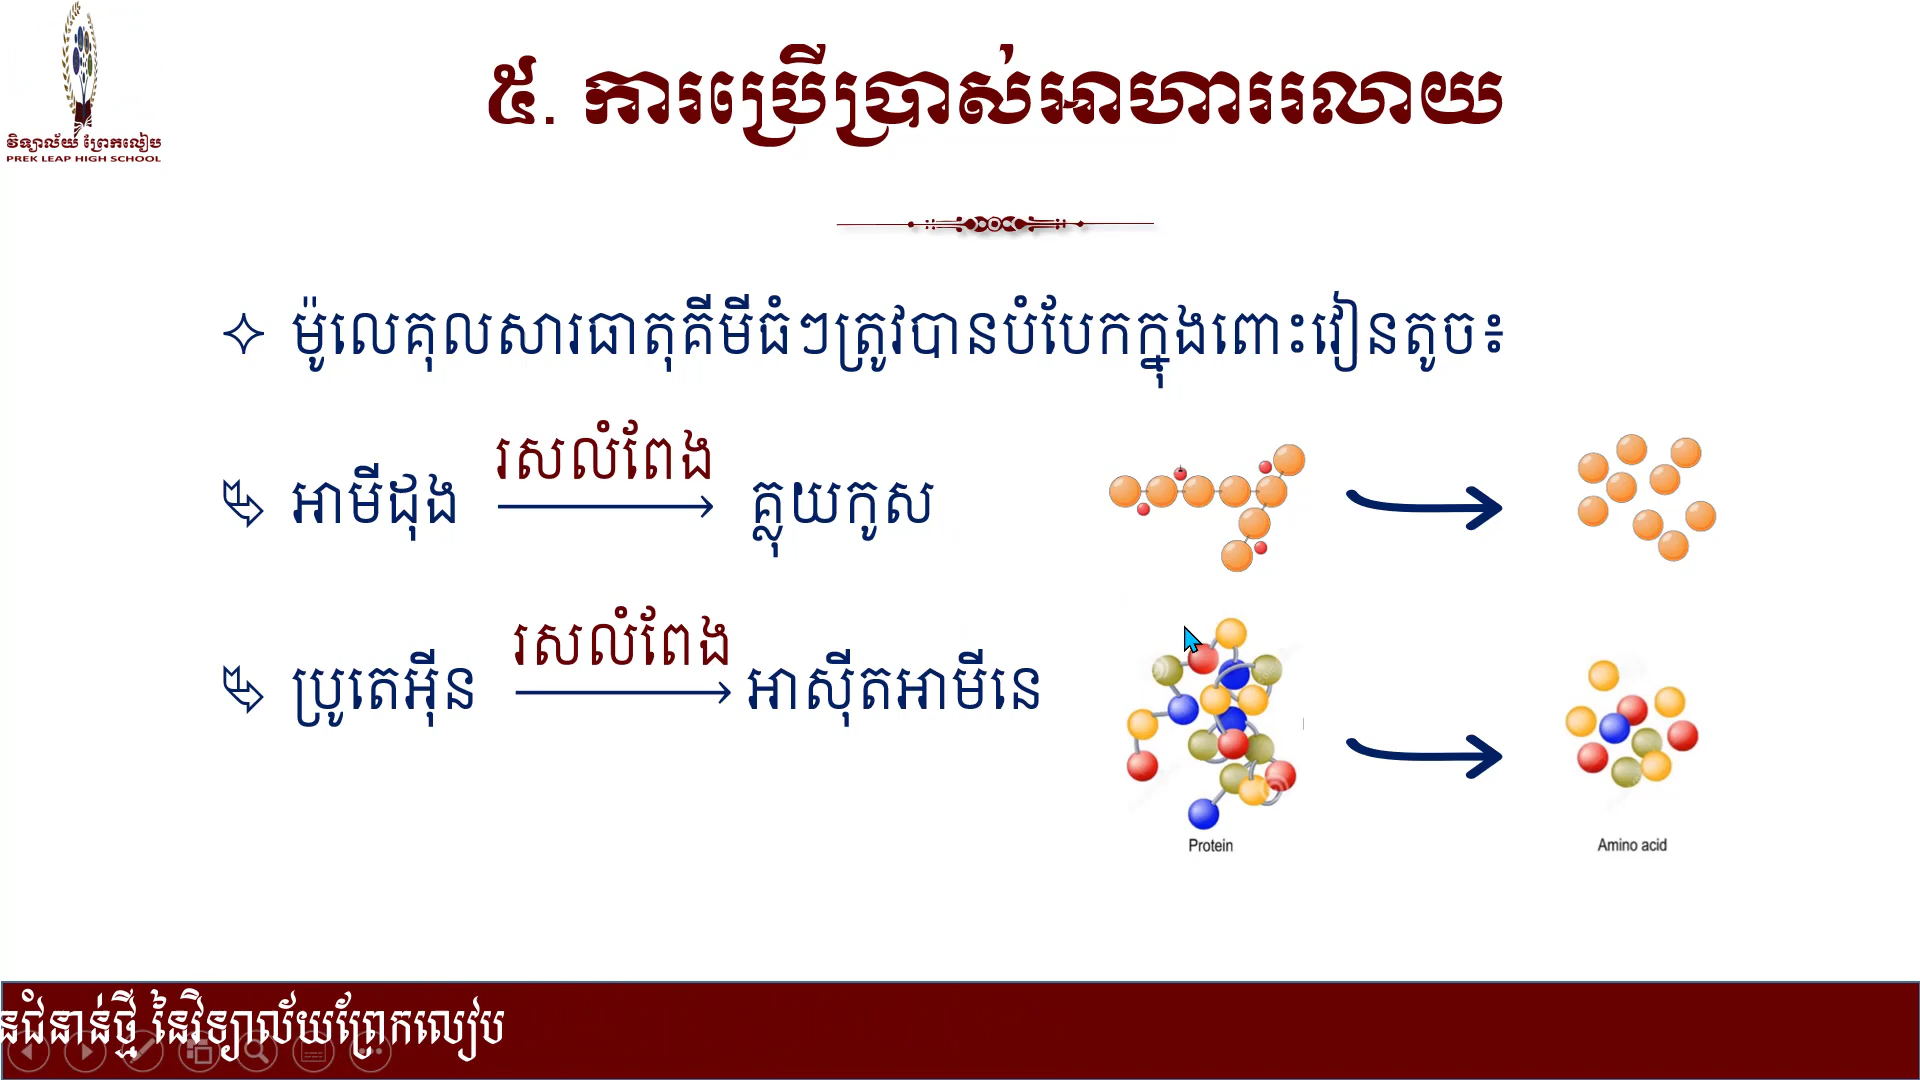 វិទ្យាល័យ ព្រែកលៀប
PREK LEAP HIGH SCHOOL
៥. ការប្រើប្រាស់អាហាររលាយ
ម៉ូលេគុលសារធាតុគីមីធំៗត្រូវបានបំបែកក្នុងពោះវៀនតូច៖
រសលំពែង
អាមីដុង គ្លុយកូស
រសលំពែង
ប្រូតេអ៊ីន អាស៊ីតអាមីនេ
Protein Amino acid
នជំនាន់ថ្មី នៃវិទ្យាល័យព្រែកលៀប